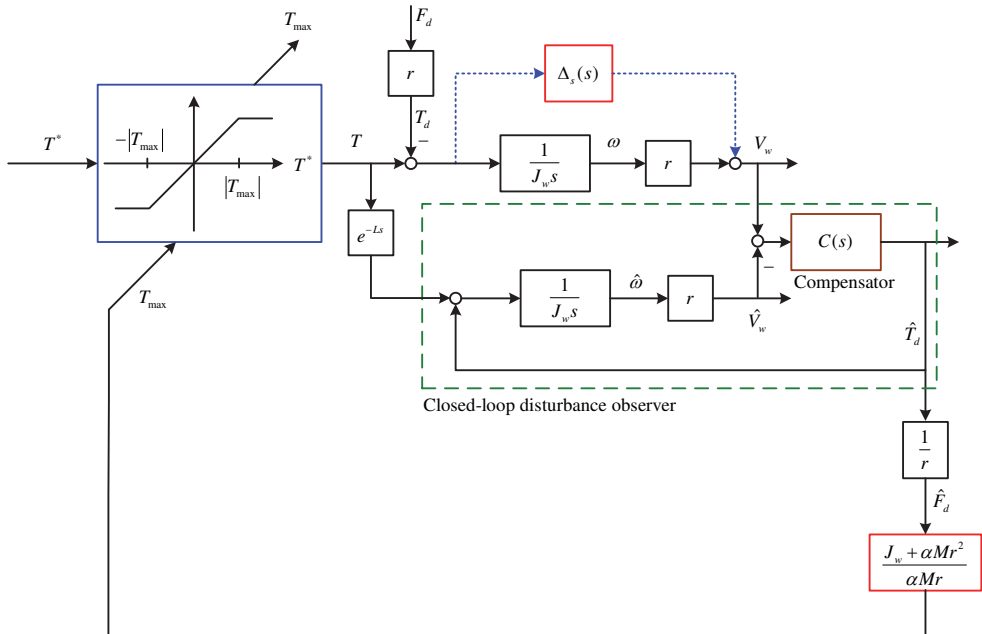 F_d
T_max
r
Δ_s(s)
T_d
−
T^*
−|T_max|
|T_max|
T^*
T
1/(J_w s)
ω
r
V_w
e^{−Ls}
C(s)
−
Compensator
T_max
1/(J_w s)
ω̂
r
V̂_w
T̂_d
Closed-loop disturbance observer
1/r
F̂_d
(J_w + αMr²)/(αMr)